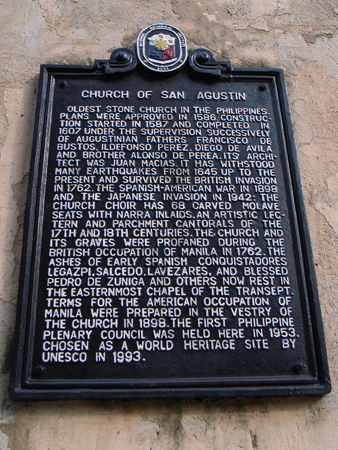 CHURCH OF SAN AGUSTIN
OLDEST STONE CHURCH IN THE PHILIPPINES.
PLANS WERE APPROVED IN 1586. CONSTRUC-
TION STARTED IN 1587 AND COMPLETED IN
1607 UNDER THE SUPERVISION SUCCESSIVELY
OF AUGUSTINIAN FATHERS FRANCISCO DE
BUSTOS, ILDEFONSO PEREZ, DIEGO DE AVILA
AND BROTHER ALONSO DE PEREA. ITS ARCHI-
TECT WAS JUAN MACIAS. IT HAS WITHSTOOD
MANY EARTHQUAKES FROM 1645 UP TO THE
PRESENT AND SURVIVED THE BRITISH INVASION
IN 1762. THE SPANISH-AMERICAN WAR IN 1898
AND THE JAPANESE INVASION IN 1942; THE
CHURCH CHOIR HAS 68 CARVED MOLAVE
SEATS WITH NARRA INLAIDS. AN ARTISTIC LEC-
TERN AND PARCHMENT CANTORALS OF THE
17TH AND 18TH CENTURIES. THE CHURCH AND
ITS GRAVES WERE PROFANED DURING THE
BRITISH OCCUPATION OF MANILA IN 1762. THE
ASHES OF EARLY SPANISH CONQUISTADORES
LEGAZPI, SALCEDO, LAVEZARES, AND BLESSED
PEDRO DE ZUNIGA AND OTHERS NOW REST IN
THE EASTERNMOST CHAPEL OF THE TRANSEPT.
TERMS FOR THE AMERICAN OCCUPATION OF
MANILA WERE PREPARED IN THE VESTRY OF
THE CHURCH IN 1898. THE FIRST PHILIPPINE
PLENARY COUNCIL WAS HELD HERE IN 1953.
CHOSEN AS A WORLD HERITAGE SITE BY
UNESCO IN 1993.